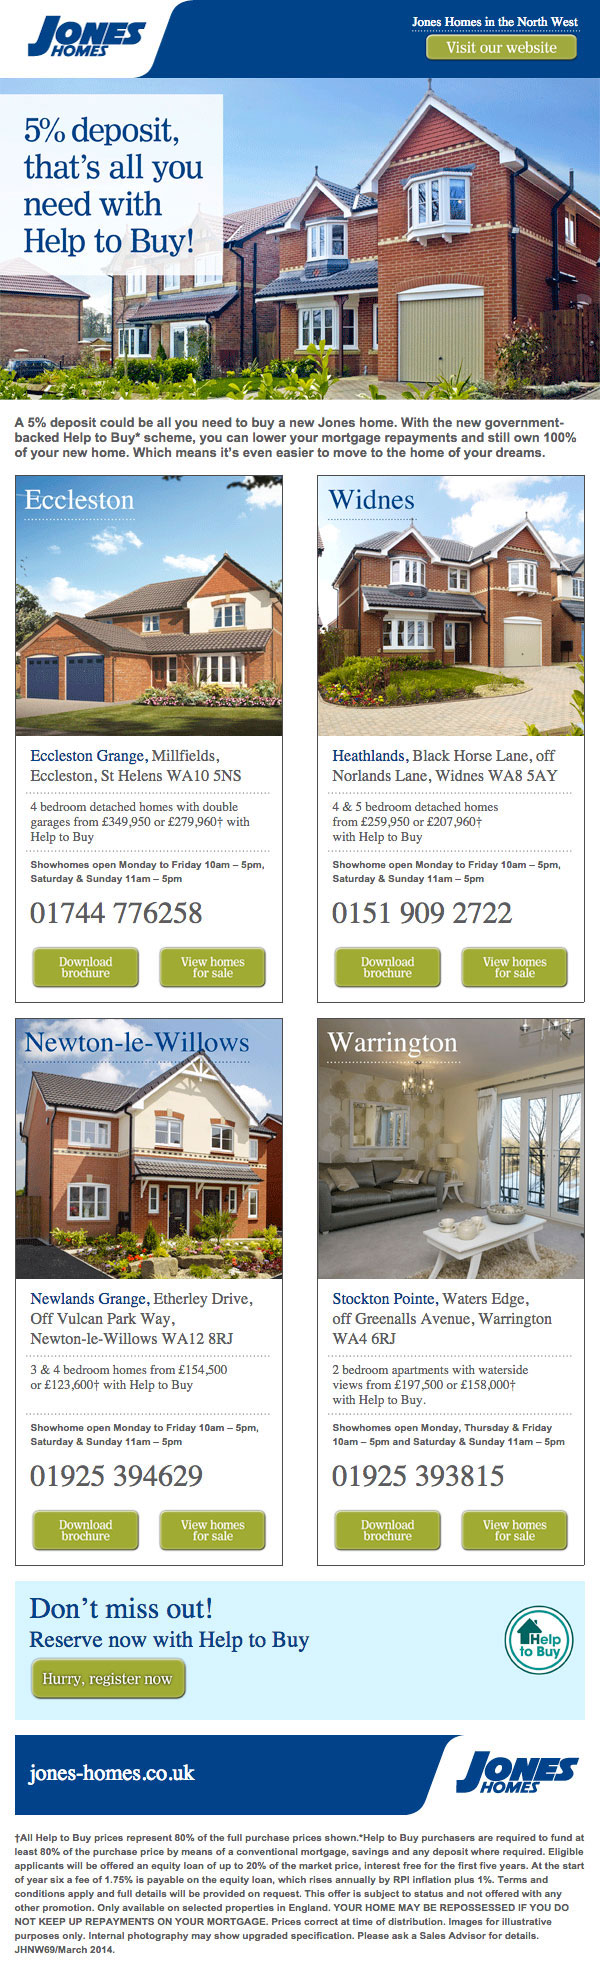 JONES
HOMES
Jones Homes in the North West
Visit our website
5% deposit,
that's all you
need with
Help to Buy!
A 5% deposit could be all you need to buy a new Jones home. With the new government-
backed Help to Buy* scheme, you can lower your mortgage repayments and still own 100%
of your new home. Which means it's even easier to move to the home of your dreams.
Eccleston
Eccleston Grange, Millfields,
Eccleston, St Helens WA10 5NS
4 bedroom detached homes with double
garages from £349,950 or £279,960† with
Help to Buy
Showhomes open Monday to Friday 10am – 5pm,
Saturday & Sunday 11am – 5pm
01744 776258
Download
brochure
View homes
for sale
Widnes
Heathlands, Black Horse Lane, off
Norlands Lane, Widnes WA8 5AY
4 & 5 bedroom detached homes
from £259,950 or £207,960†
with Help to Buy
Showhome open Monday to Friday 10am – 5pm,
Saturday & Sunday 11am – 5pm
0151 909 2722
Download
brochure
View homes
for sale
Newton-le-Willows
Newlands Grange, Etherley Drive,
Off Vulcan Park Way,
Newton-le-Willows WA12 8RJ
3 & 4 bedroom homes from £154,500
or £123,600† with Help to Buy
Showhome open Monday to Friday 10am – 5pm,
Saturday & Sunday 11am – 5pm
01925 394629
Download
brochure
View homes
for sale
Warrington
Stockton Pointe, Waters Edge,
off Greenalls Avenue, Warrington
WA4 6RJ
2 bedroom apartments with waterside
views from £197,500 or £158,000†
with Help to Buy.
Showhomes open Monday, Thursday & Friday
10am – 5pm and Saturday & Sunday 11am – 5pm
01925 393815
Download
brochure
View homes
for sale
Don't miss out!
Reserve now with Help to Buy
Hurry, register now
Help
to Buy
jones-homes.co.uk
JONES
HOMES
†All Help to Buy prices represent 80% of the full purchase prices shown.*Help to Buy purchasers are required to fund at
least 80% of the purchase price by means of a conventional mortgage, savings and any deposit where required. Eligible
applicants will be offered an equity loan of up to 20% of the market price, interest free for the first five years. At the start
of year six a fee of 1.75% is payable on the equity loan, which rises annually by RPI inflation plus 1%. Terms and
conditions apply and full details will be provided on request. This offer is subject to status and not offered with any
other promotion. Only available on selected properties in England. YOUR HOME MAY BE REPOSSESSED IF YOU DO
NOT KEEP UP REPAYMENTS ON YOUR MORTGAGE. Prices correct at time of distribution. Images for illustrative
purposes only. Internal photography may show upgraded specification. Please ask a Sales Advisor for details.
JHNW69/March 2014.